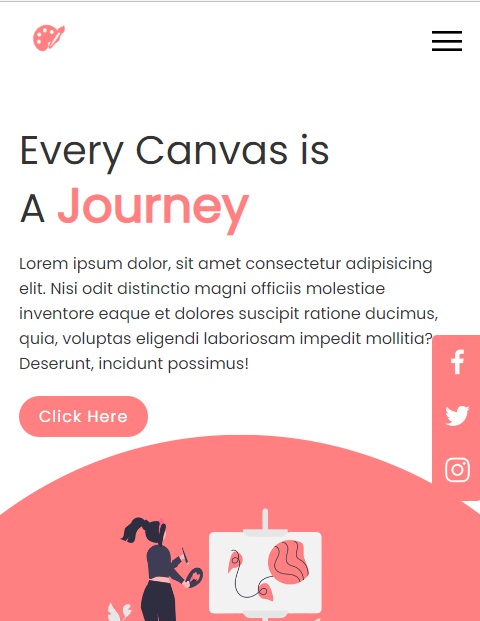 Every Canvas is
A Journey
Lorem ipsum dolor, sit amet consectetur adipisicing
elit. Nisi odit distinctio magni officiis molestiae
inventore eaque et dolores suscipit ratione ducimus,
quia, voluptas eligendi laboriosam impedit mollitia?
Deserunt, incidunt possimus!
Click Here